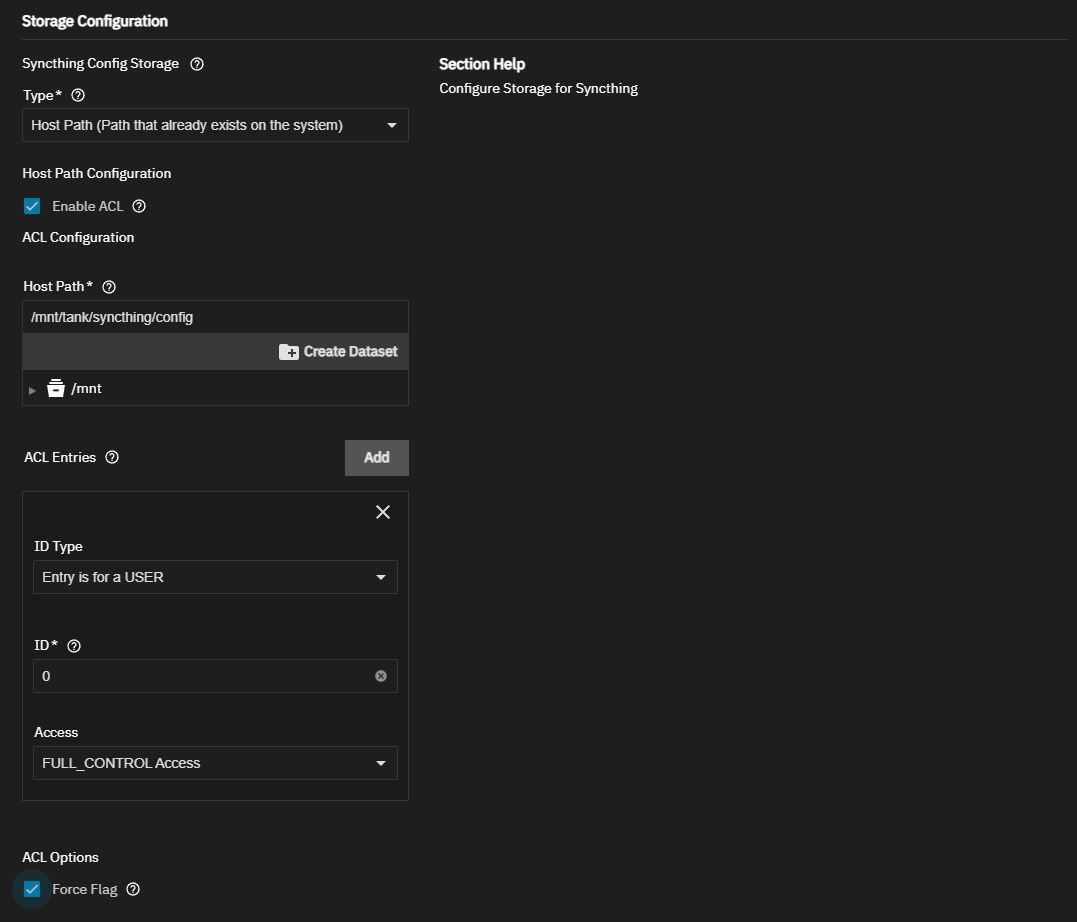 Storage Configuration
Syncthing Config Storage
Type*
Host Path (Path that already exists on the system)
Host Path Configuration
Enable ACL
ACL Configuration
Host Path*
/mnt/tank/syncthing/config
Create Dataset
/mnt
ACL Entries
Add
ID Type
Entry is for a USER
ID*
0
Access
FULL_CONTROL Access
ACL Options
Force Flag
Section Help
Configure Storage for Syncthing